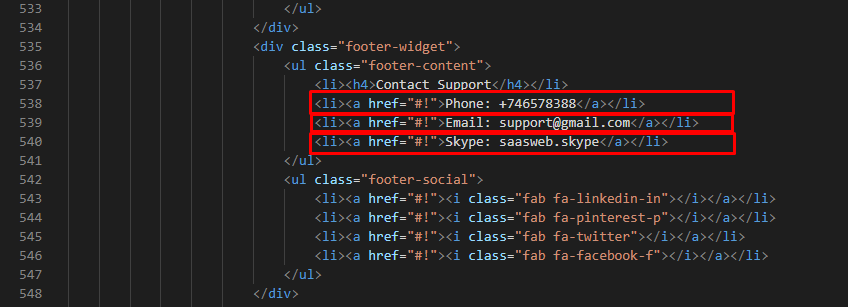 533 </ul>
534 </div>
535 <div class="footer-widget">
536 <ul class="footer-content">
537 <li><h4>Contact Support</h4></li>
538 <li><a href="#!">Phone: +746578388</a></li>
539 <li><a href="#!">Email: support@gmail.com</a></li>
540 <li><a href="#!">Skype: saasweb.skype</a></li>
541 </ul>
542 <ul class="footer-social">
543 <li><a href="#!"><i class="fab fa-linkedin-in"></i></a></li>
544 <li><a href="#!"><i class="fab fa-pinterest-p"></i></a></li>
545 <li><a href="#!"><i class="fab fa-twitter"></i></a></li>
546 <li><a href="#!"><i class="fab fa-facebook-f"></i></a></li>
547 </ul>
548 </div>